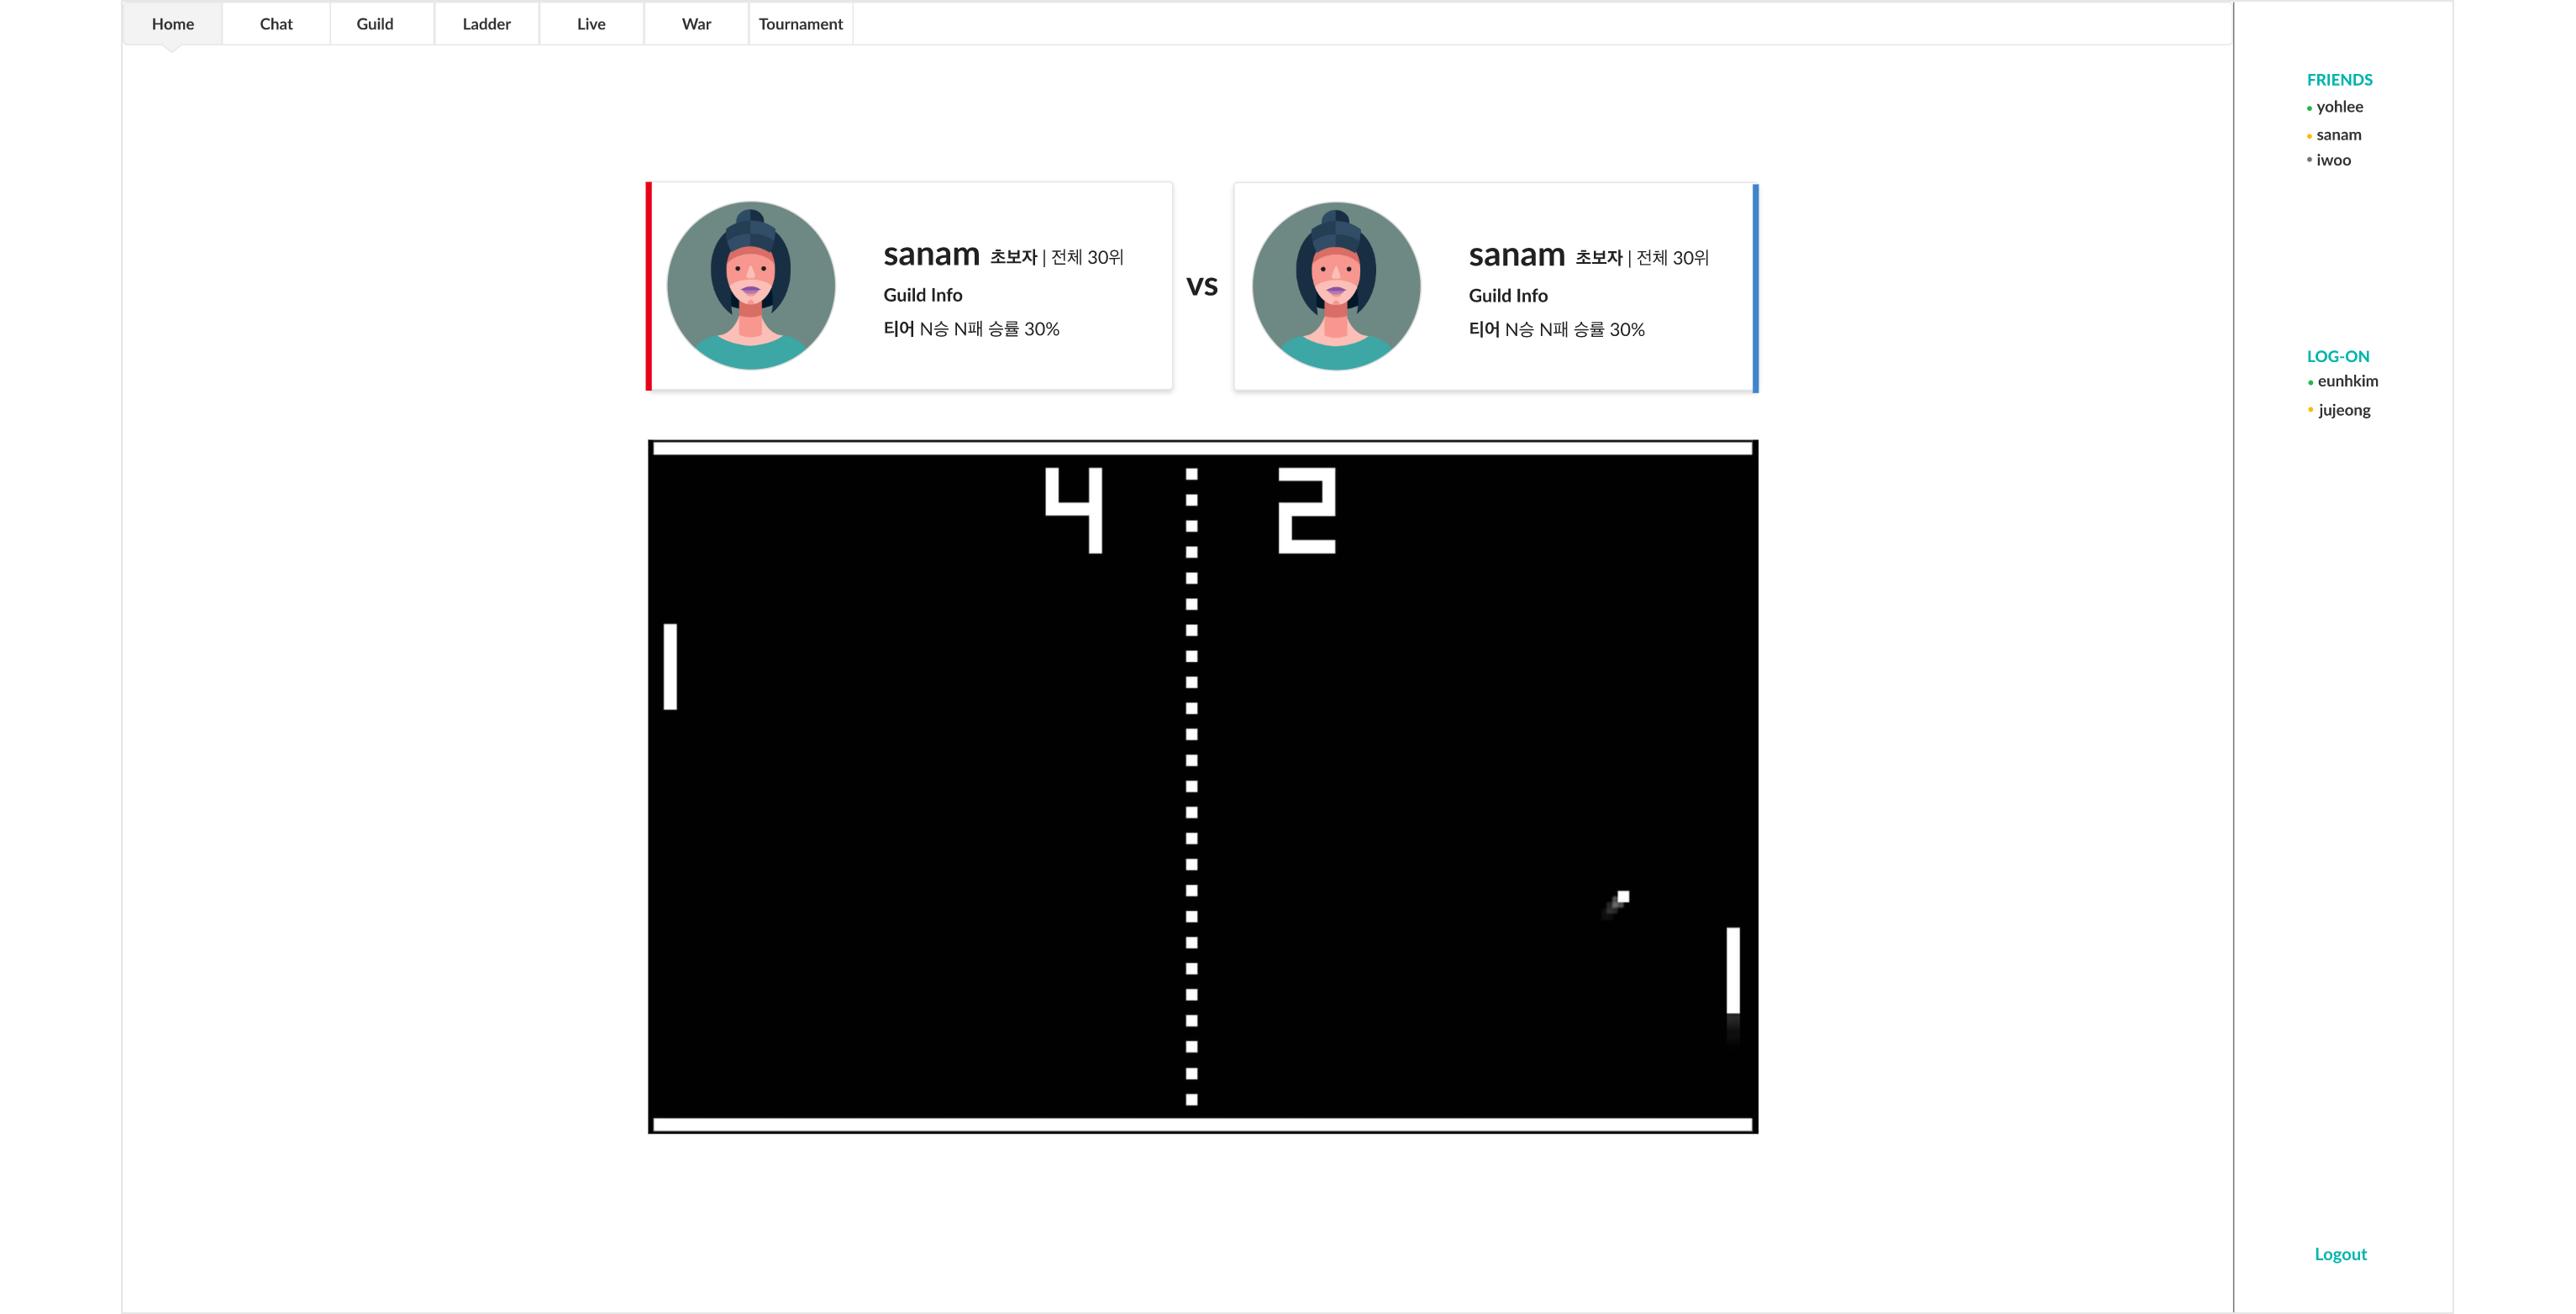 Home Chat Guild Ladder Live War Tournament
FRIENDS
yohlee
sanam
iwoo
sanam 초보자 | 전체 30위
Guild Info
티어 N승 N패 승률 30%
vs
sanam 초보자 | 전체 30위
Guild Info
티어 N승 N패 승률 30%
LOG-ON
eunhkim
jujeong
4 2
Logout